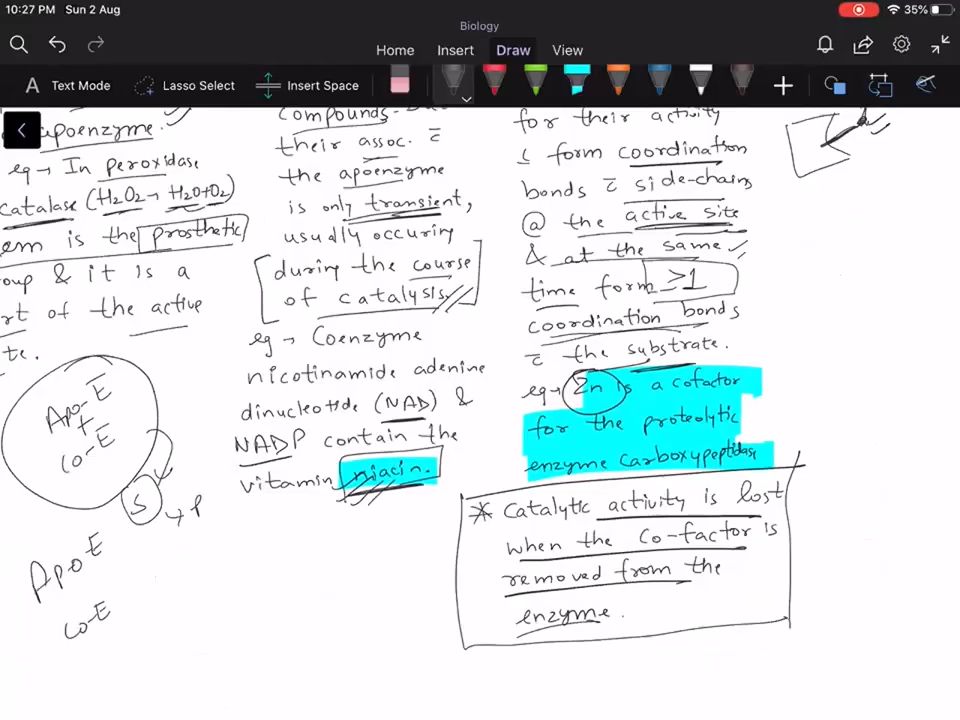 10:27 PM Sun 2 Aug
35%
Biology
Home Insert Draw View
Text Mode Lasso Select Insert Space
apoenzyme.
eg → In peroxidase
catalase (H2O2 → H2O+O2)
em is the prosthetic
oup & it is a
rt of the active
te.
Apo-E
+
Co-E
S → P
Apo E
Co-E
compounds.
their assoc. c̄
the apoenzyme
is only transient,
usually occuring
[during the course
of catalysis]
eg → Coenzyme
nicotinamide adenine
dinucleotide (NAD) &
NADP contain the
vitamin niacin.
for their activity
form coordination
bonds c̄ side-chains
@ the active site
& at the same
time form ≥1
coordination bonds
c̄ the substrate.
eg → Zn is a cofactor
for the proteolytic
enzyme carboxypeptidase
* Catalytic activity is lost
when the Co-factor is
removed from the
enzyme.